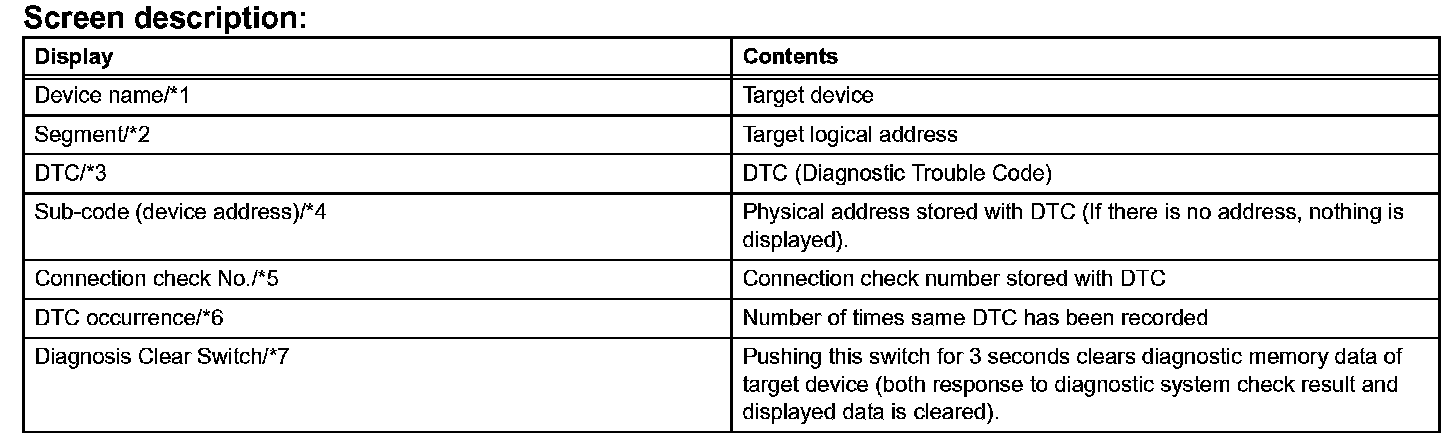 Screen description:
Display Contents
Device name/*1 Target device
Segment/*2 Target logical address
DTC/*3 DTC (Diagnostic Trouble Code)
Sub-code (device address)/*4 Physical address stored with DTC (If there is no address, nothing is
displayed).
Connection check No./*5 Connection check number stored with DTC
DTC occurrence/*6 Number of times same DTC has been recorded
Diagnosis Clear Switch/*7 Pushing this switch for 3 seconds clears diagnostic memory data of
target device (both response to diagnostic system check result and
displayed data is cleared).